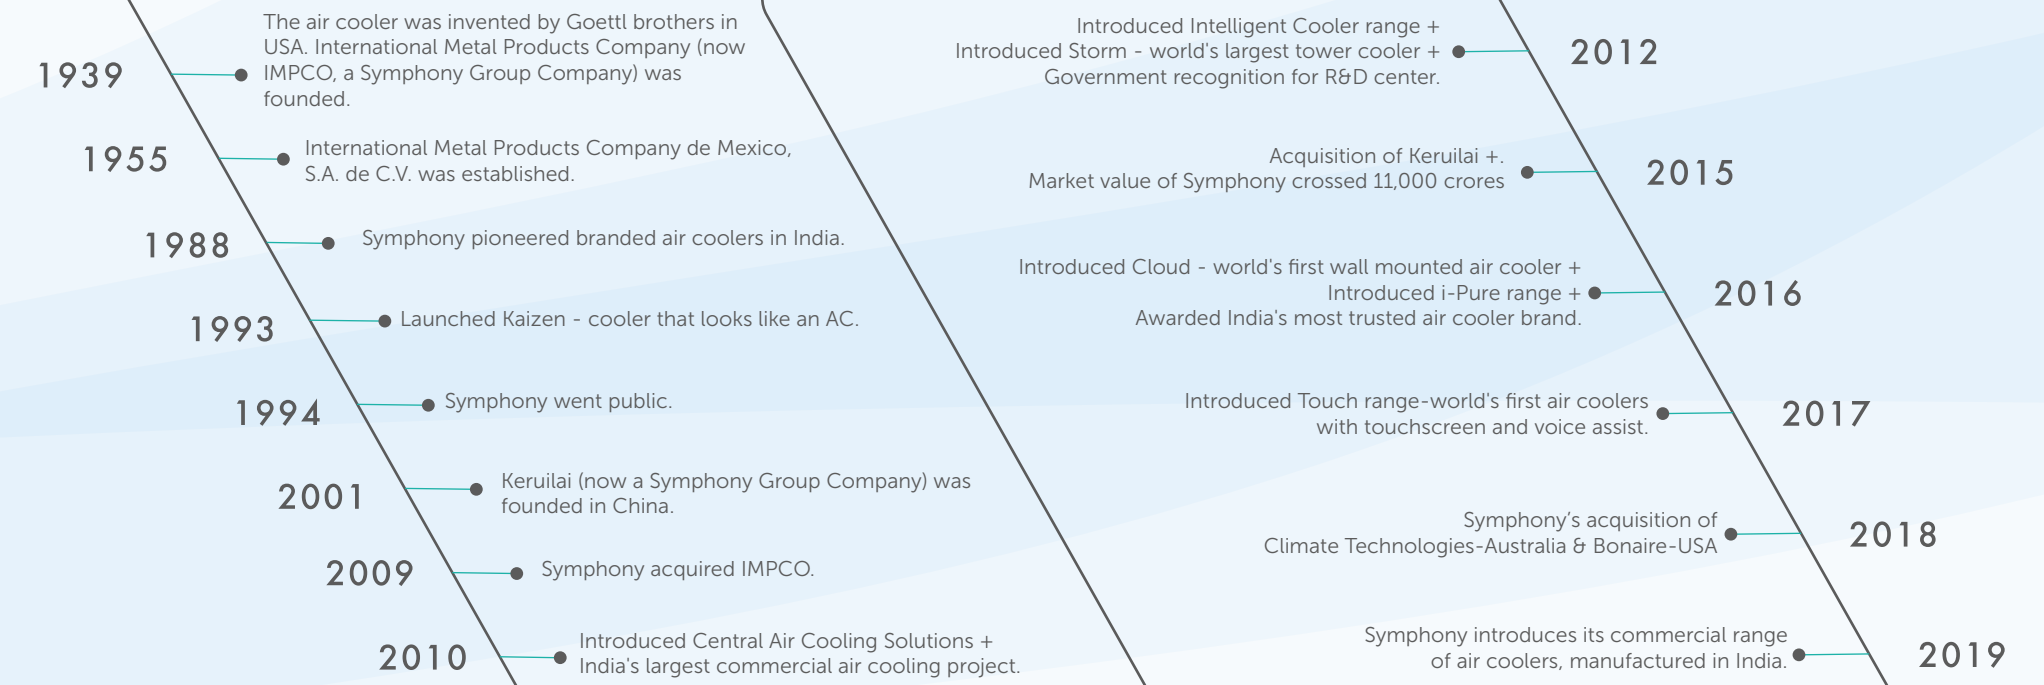 1939
The air cooler was invented by Goettl brothers in
USA. International Metal Products Company (now
IMPCO, a Symphony Group Company) was
founded.
1955
International Metal Products Company de Mexico,
S.A. de C.V. was established.
1988
Symphony pioneered branded air coolers in India.
1993
Launched Kaizen - cooler that looks like an AC.
1994
Symphony went public.
2001
Keruilai (now a Symphony Group Company) was
founded in China.
2009
Symphony acquired IMPCO.
2010
Introduced Central Air Cooling Solutions +
India's largest commercial air cooling project.
Introduced Intelligent Cooler range +
Introduced Storm - world's largest tower cooler +
Government recognition for R&D center.
2012
Acquisition of Keruilai +.
Market value of Symphony crossed 11,000 crores
2015
Introduced Cloud - world's first wall mounted air cooler +
Introduced i-Pure range +
Awarded India's most trusted air cooler brand.
2016
Introduced Touch range-world's first air coolers
with touchscreen and voice assist.
2017
Symphony’s acquisition of
Climate Technologies-Australia & Bonaire-USA
2018
Symphony introduces its commercial range
of air coolers, manufactured in India.
2019